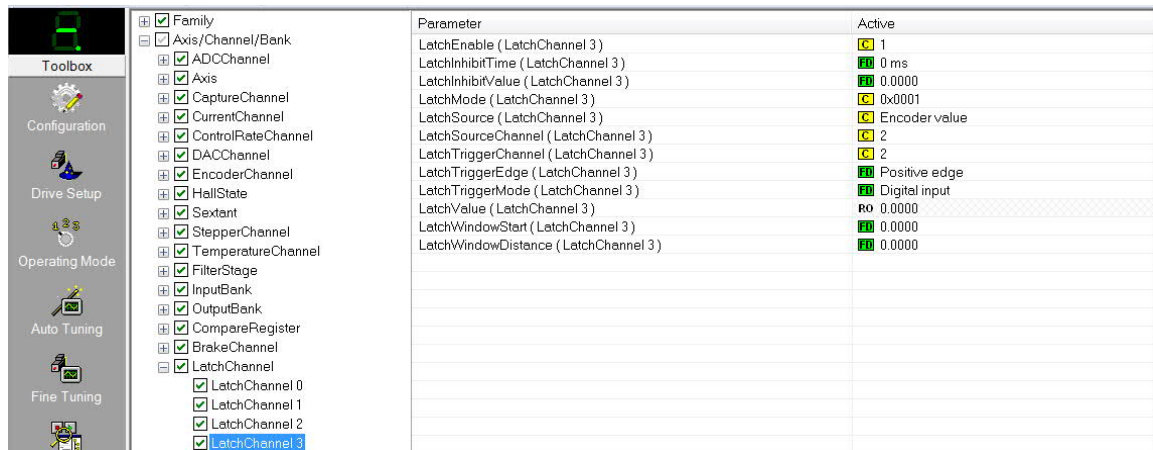 Toolbox
Configuration
Drive Setup
Operating Mode
Auto Tuning
Fine Tuning
Family
Axis/Channel/Bank
ADCChannel
Axis
CaptureChannel
CurrentChannel
ControlRateChannel
DACChannel
EncoderChannel
HallState
Sextant
StepperChannel
TemperatureChannel
FilterStage
InputBank
OutputBank
CompareRegister
BrakeChannel
LatchChannel
LatchChannel 0
LatchChannel 1
LatchChannel 2
LatchChannel 3
Parameter Active
LatchEnable ( LatchChannel 3 ) C 1
LatchInhibitTime ( LatchChannel 3 ) FD 0 ms
LatchInhibitValue ( LatchChannel 3 ) FD 0.0000
LatchMode ( LatchChannel 3 ) C 0x0001
LatchSource ( LatchChannel 3 ) C Encoder value
LatchSourceChannel ( LatchChannel 3 ) C 2
LatchTriggerChannel ( LatchChannel 3 ) C 2
LatchTriggerEdge ( LatchChannel 3 ) FD Positive edge
LatchTriggerMode ( LatchChannel 3 ) FD Digital input
LatchValue ( LatchChannel 3 ) RO 0.0000
LatchWindowStart ( LatchChannel 3 ) FD 0.0000
LatchWindowDistance ( LatchChannel 3 ) FD 0.0000